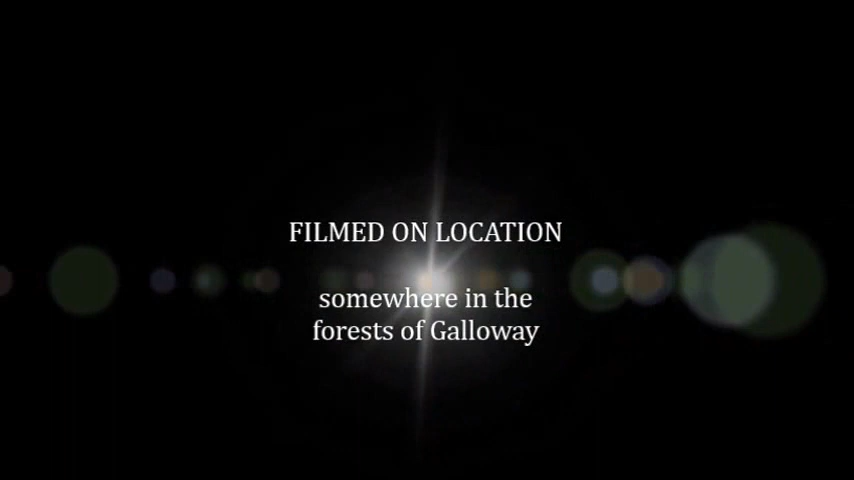 FILMED ON LOCATION
somewhere in the
forests of Galloway